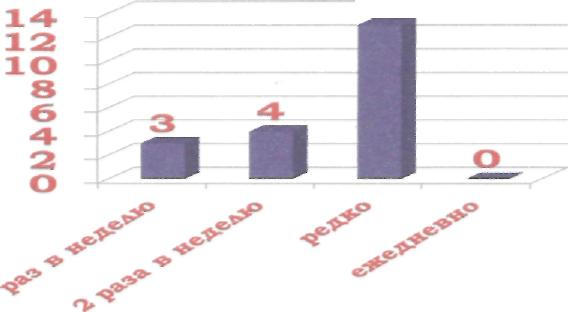 14
12
10
8
6
4
2
0
3
4
0
раз в неделю
2 раза в неделю
редко
ежедневно